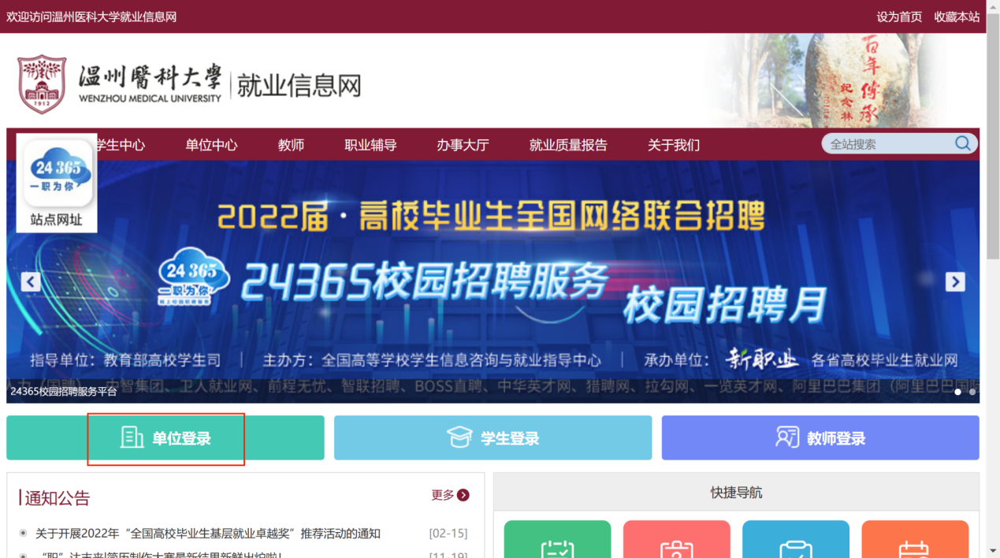 欢迎访问温州医科大学就业信息网
设为首页 收藏本站
温州醫科大學
WENZHOU MEDICAL UNIVERSITY
就业信息网
1912
百年传承
纪念林
学生中心 单位中心 教师 职业辅导 办事大厅 就业质量报告 关于我们
全站搜索
24 365
一职为你
站点网址
2022届·高校毕业生全国网络联合招聘
24 365
一职为你
网上校园招聘服务
24365校园招聘服务
校园招聘月
指导单位：教育部高校学生司 | 主办方：全国高等学校学生信息咨询与就业指导中心 | 承办单位：新职业 各省高校毕业生就业网
中智集团、卫人就业网、前程无忧、智联招聘、BOSS直聘、中华英才网、猎聘网、拉勾网、一览英才网、阿里巴巴集团（阿里巴巴国际
24365校园招聘服务平台
单位登录
学生登录
教师登录
通知公告
更多
关于开展2022年“全国高校毕业生基层就业卓越奖”推荐活动的通知 [02-15]
“职”达未来|简历制作大赛最新结果新鲜出炉啦! [11-19]
快捷导航